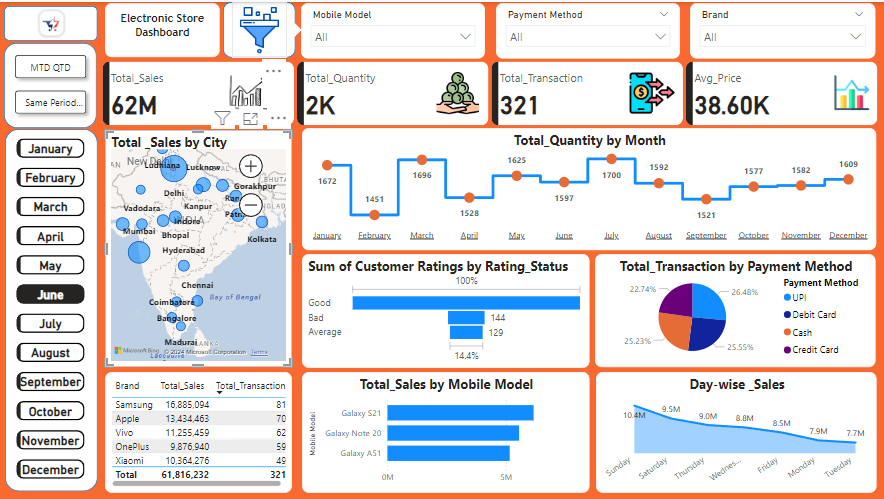 Electronic Store
Dashboard
Mobile Model
All
Payment Method
All
Brand
All
MTD QTD
Same Period...
Total_Sales
62M
Total_Quantity
2K
Total_Transaction
321
Avg_Price
38.60K
January
February
March
April
May
June
July
August
September
October
November
December
Total _Sales by City
New Delhi
Ludhiana
Lucknow
Gorakhpur
Delhi
Kanpur
Vadodara
Indore
Mumbai
Bhopal
Kolkata
Hyderabad
Chennai
Bay of Bengal
Coimbatore
Bangalore
Madurai
Microsoft Bing
© 2024 Microsoft Corporation Terms
Total_Quantity by Month
1672
1451
1696
1528
1625
1597
1700
1592
1521
1577
1582
1609
January
February
March
April
May
June
July
August
September
October
November
December
Sum of Customer Ratings by Rating_Status
100%
Good
Bad
144
Average
129
14.4%
Total_Transaction by Payment Method
22.74%
26.48%
25.23%
25.55%
Payment Method
UPI
Debit Card
Cash
Credit Card
Brand Total_Sales Total_Transaction
Samsung 16,885,094 81
Apple 13,434,463 70
Vivo 11,255,459 62
OnePlus 9,876,940 59
Xiaomi 10,364,276 49
Total 61,816,232 321
Total_Sales by Mobile Model
Mobile Model
Galaxy S21
Galaxy Note 20
Galaxy A51
0M
5M
Day-wise _Sales
10.4M
9.5M
9.0M
8.8M
8.5M
7.9M
7.7M
Sunday
Saturday
Thursday
Wednes...
Friday
Monday
Tuesday